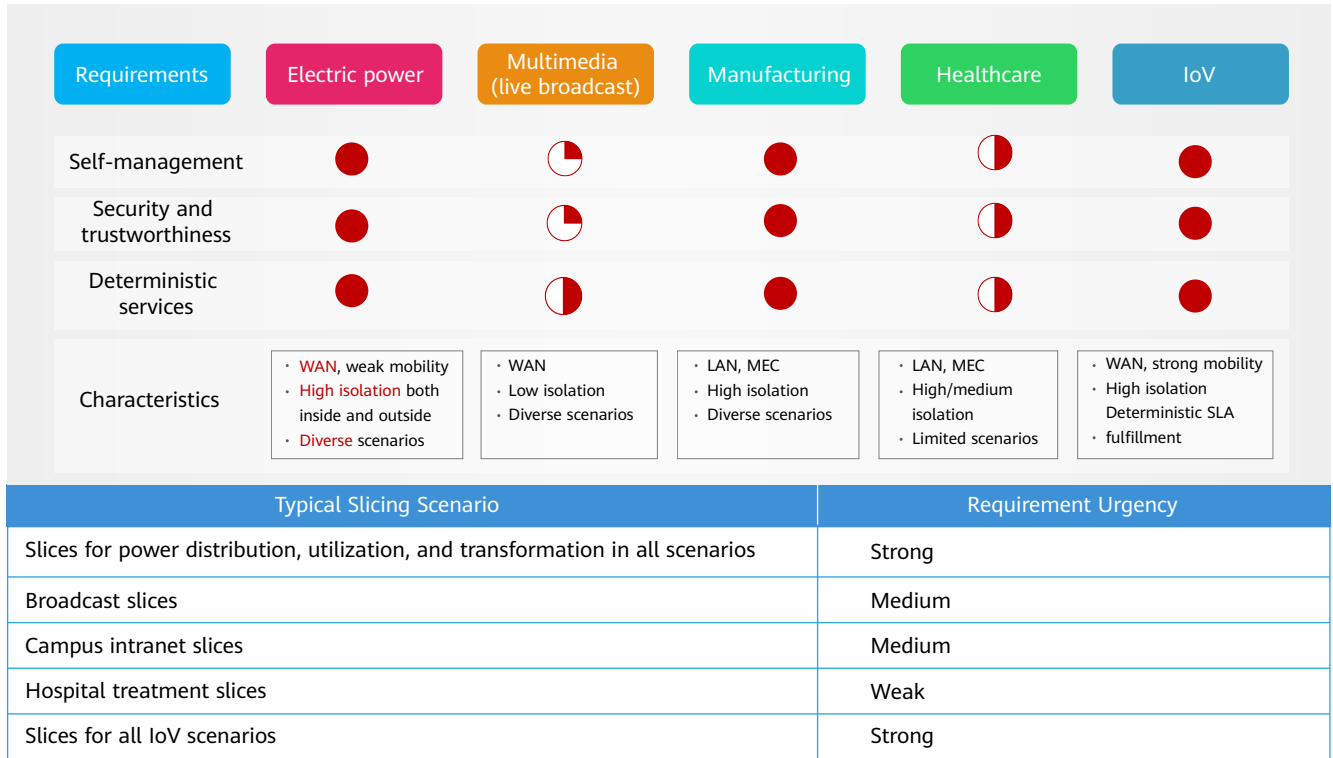 Requirements
Electric power
Multimedia
(live broadcast)
Manufacturing
Healthcare
IoV
Self-management
Security and
trustworthiness
Deterministic
services
Characteristics
· WAN, weak mobility
· High isolation both
inside and outside
· Diverse scenarios
· WAN
· Low isolation
· Diverse scenarios
· LAN, MEC
· High isolation
· Diverse scenarios
· LAN, MEC
· High/medium
isolation
· Limited scenarios
· WAN, strong mobility
· High isolation
Deterministic SLA
· fulfillment
Typical Slicing Scenario
Requirement Urgency
Slices for power distribution, utilization, and transformation in all scenarios
Strong
Broadcast slices
Medium
Campus intranet slices
Medium
Hospital treatment slices
Weak
Slices for all IoV scenarios
Strong